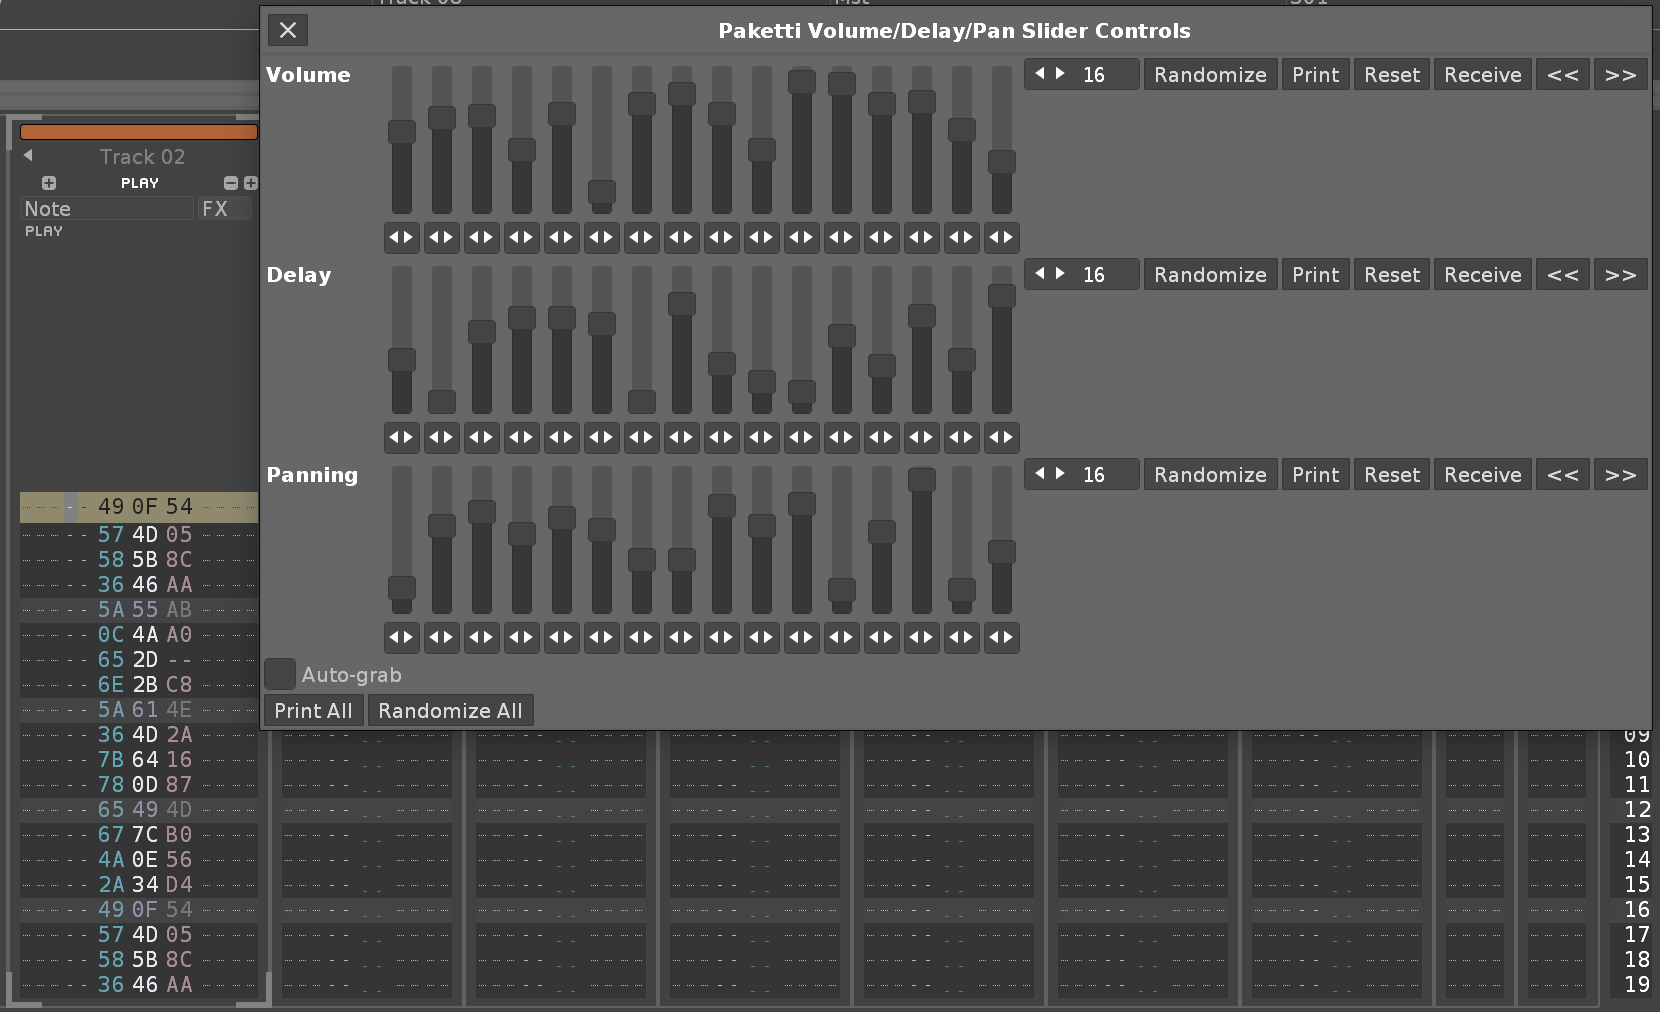 Track 08 Mst S01
Paketti Volume/Delay/Pan Slider Controls
Volume 16 Randomize Print Reset Receive << >>
Track 02
PLAY
Note FX
PLAY
Delay 16 Randomize Print Reset Receive << >>
Panning 16 Randomize Print Reset Receive << >>
49 0F 54
57 4D 05
58 5B 8C
36 46 AA
5A 55 AB
0C 4A A0
65 2D --
6E 2B C8
5A 61 4E
Auto-grab
Print All Randomize All
36 4D 2A 09
7B 64 16 10
78 0D 87 11
65 49 4D 12
67 7C B0 13
4A 0E 56 14
2A 34 D4 15
49 0F 54 16
57 4D 05 17
58 5B 8C 18
36 46 AA 19